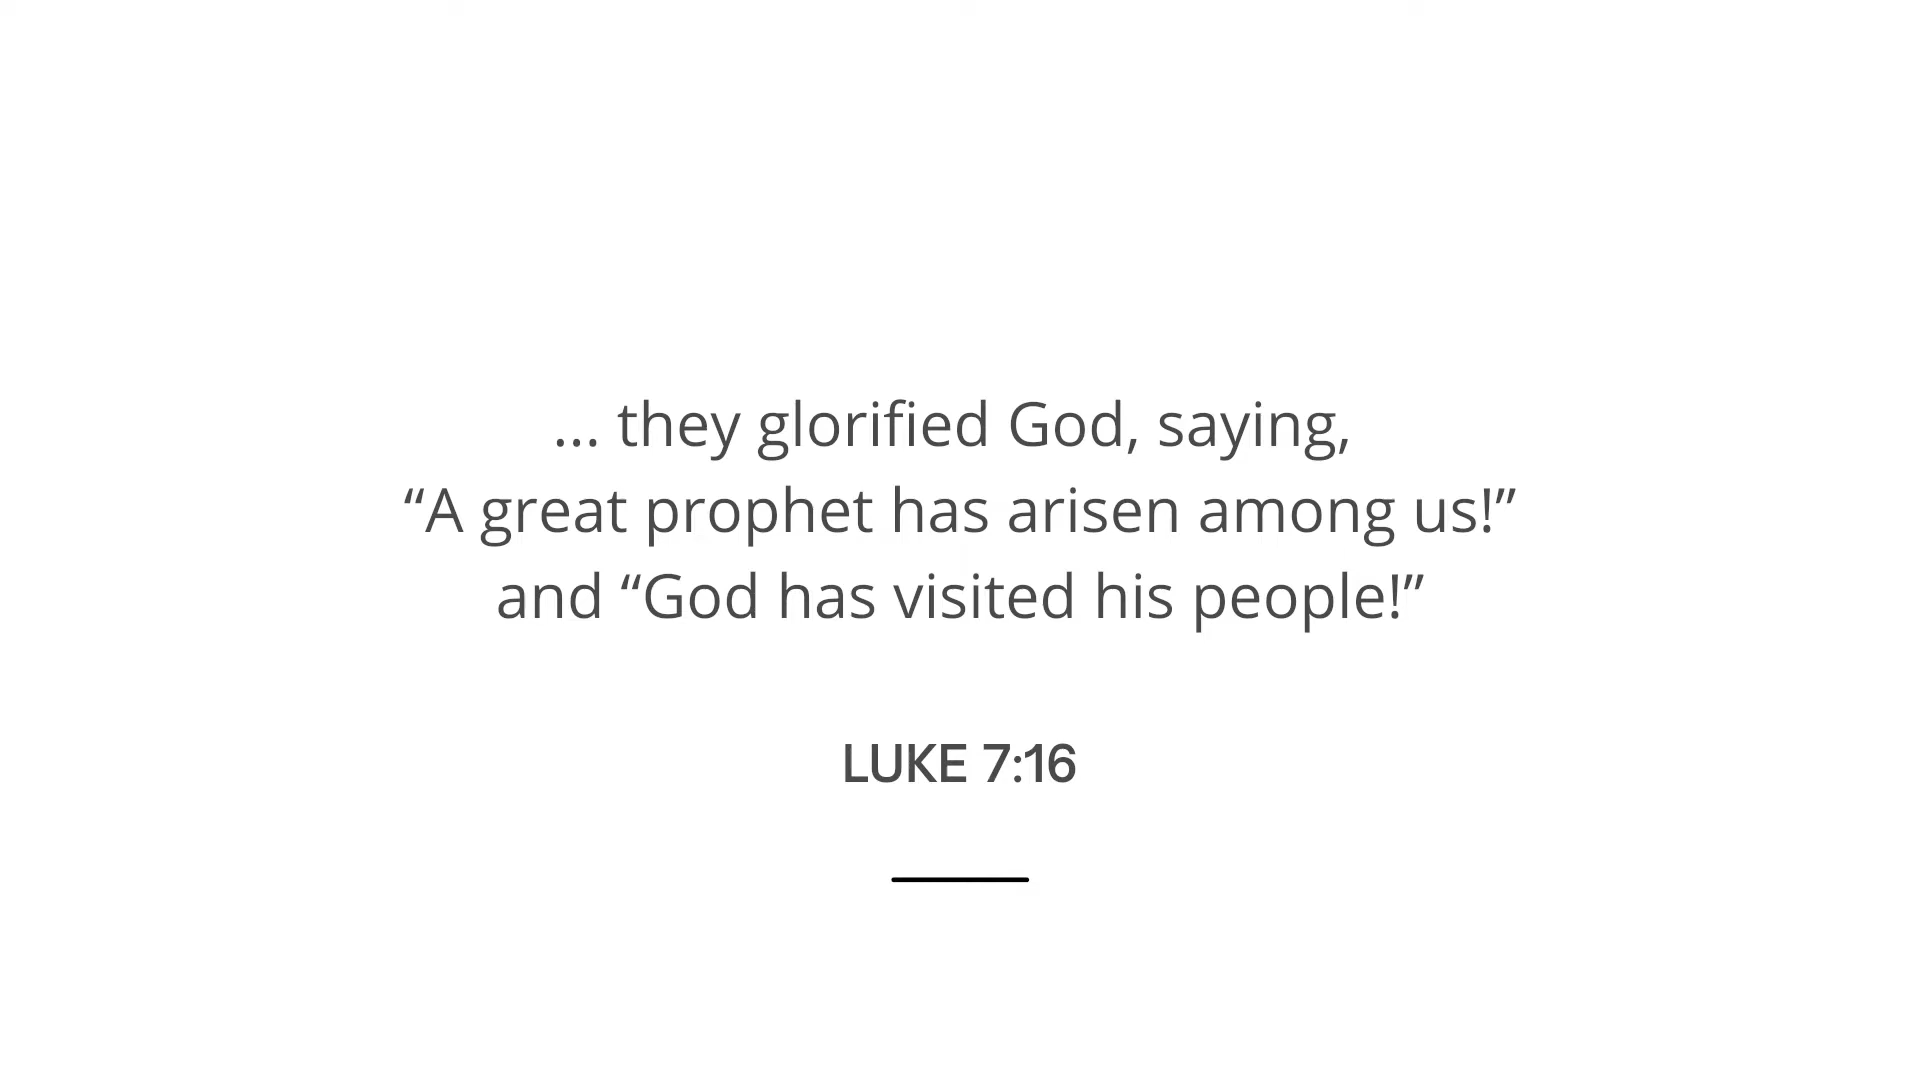 ... they glorified God, saying,
“A great prophet has arisen among us!”
and “God has visited his people!”
LUKE 7:16